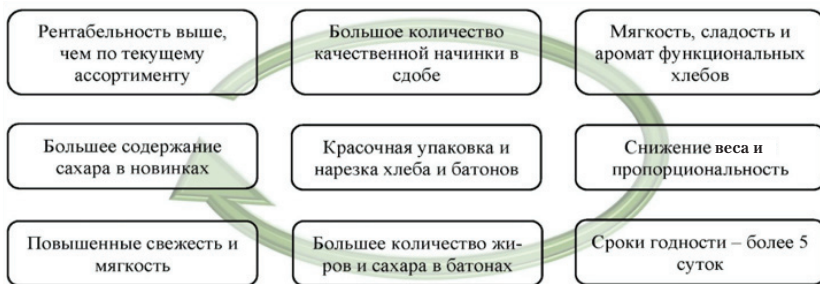 Рентабельность выше,
чем по текущему
ассортименту
Большое количество
качественной начинки в
сдобе
Мягкость, сладость и
аромат функциональных
хлебов
Большее содержание
сахара в новинках
Красочная упаковка и
нарезка хлеба и батонов
Снижение веса и
пропорциональность
Повышенные свежесть и
мягкость
Большее количество жи-
ров и сахара в батонах
Сроки годности – более 5
суток